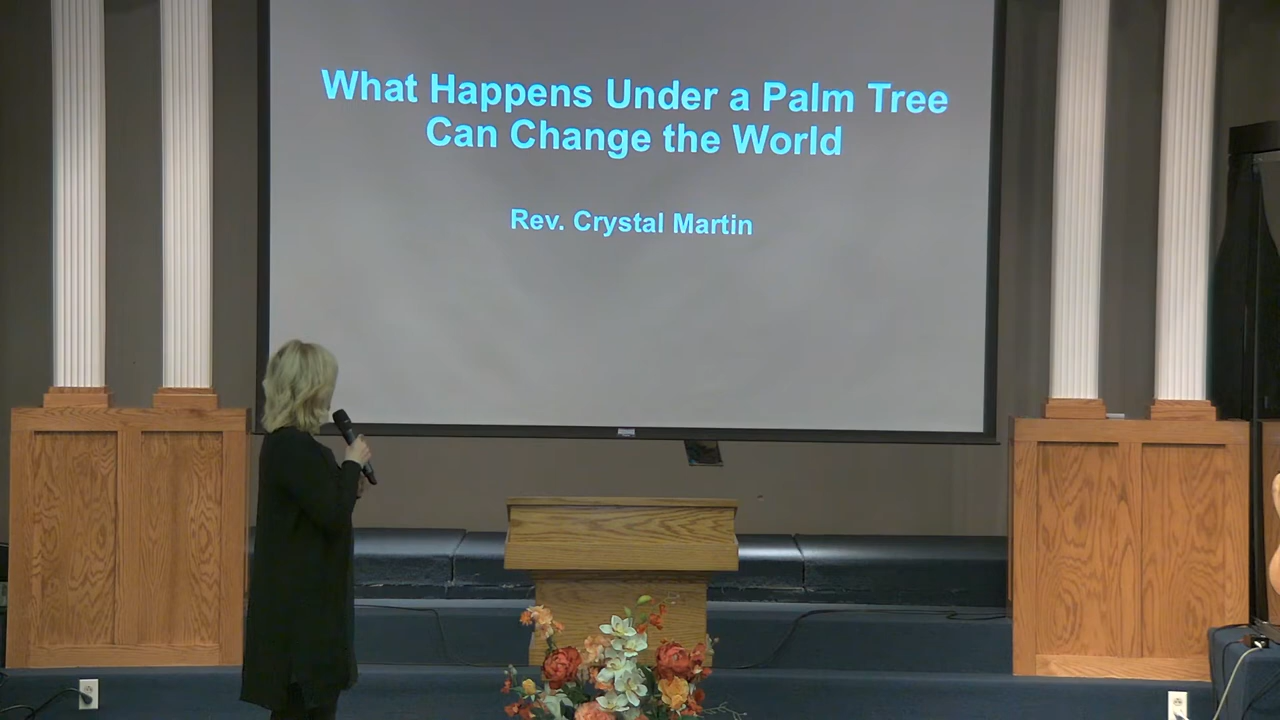 What Happens Under a Palm Tree
Can Change the World
Rev. Crystal Martin